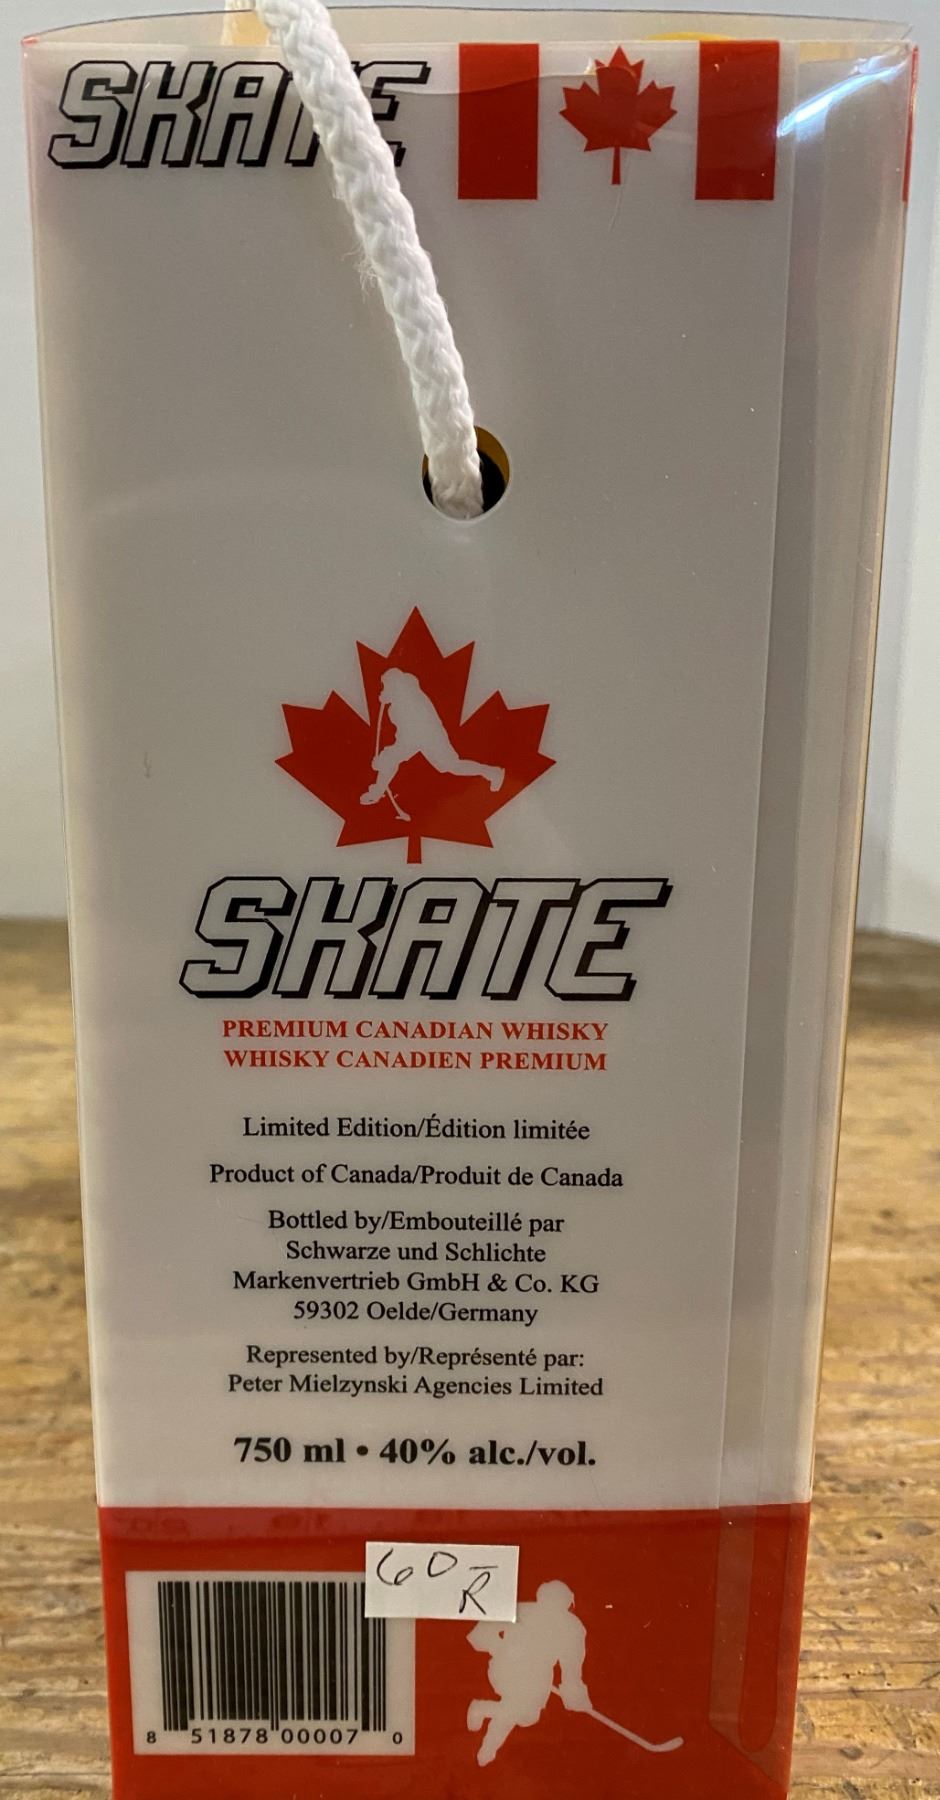 SKATE
SKATE
PREMIUM CANADIAN WHISKY
WHISKY CANADIEN PREMIUM
Limited Edition/Édition limitée
Product of Canada/Produit de Canada
Bottled by/Embouteillé par
Schwarze und Schlichte
Markenvertrieb GmbH & Co. KG
59302 Oelde/Germany
Represented by/Représenté par:
Peter Mielzynski Agencies Limited
750 ml • 40% alc./vol.
60 R
8 51878 00007 0